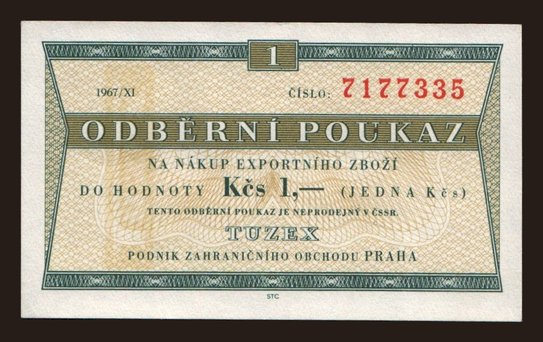 1
1967/XI ČÍSLO: 7177335
ODBĚRNÍ POUKAZ
NA NÁKUP EXPORTNÍHO ZBOŽÍ
DO HODNOTY Kčs 1,— (JEDNA Kčs)
TENTO ODBĚRNÍ POUKAZ JE NEPRODEJNÝ V ČSSR.
TUZEX
PODNIK ZAHRANIČNÍHO OBCHODU PRAHA
STC